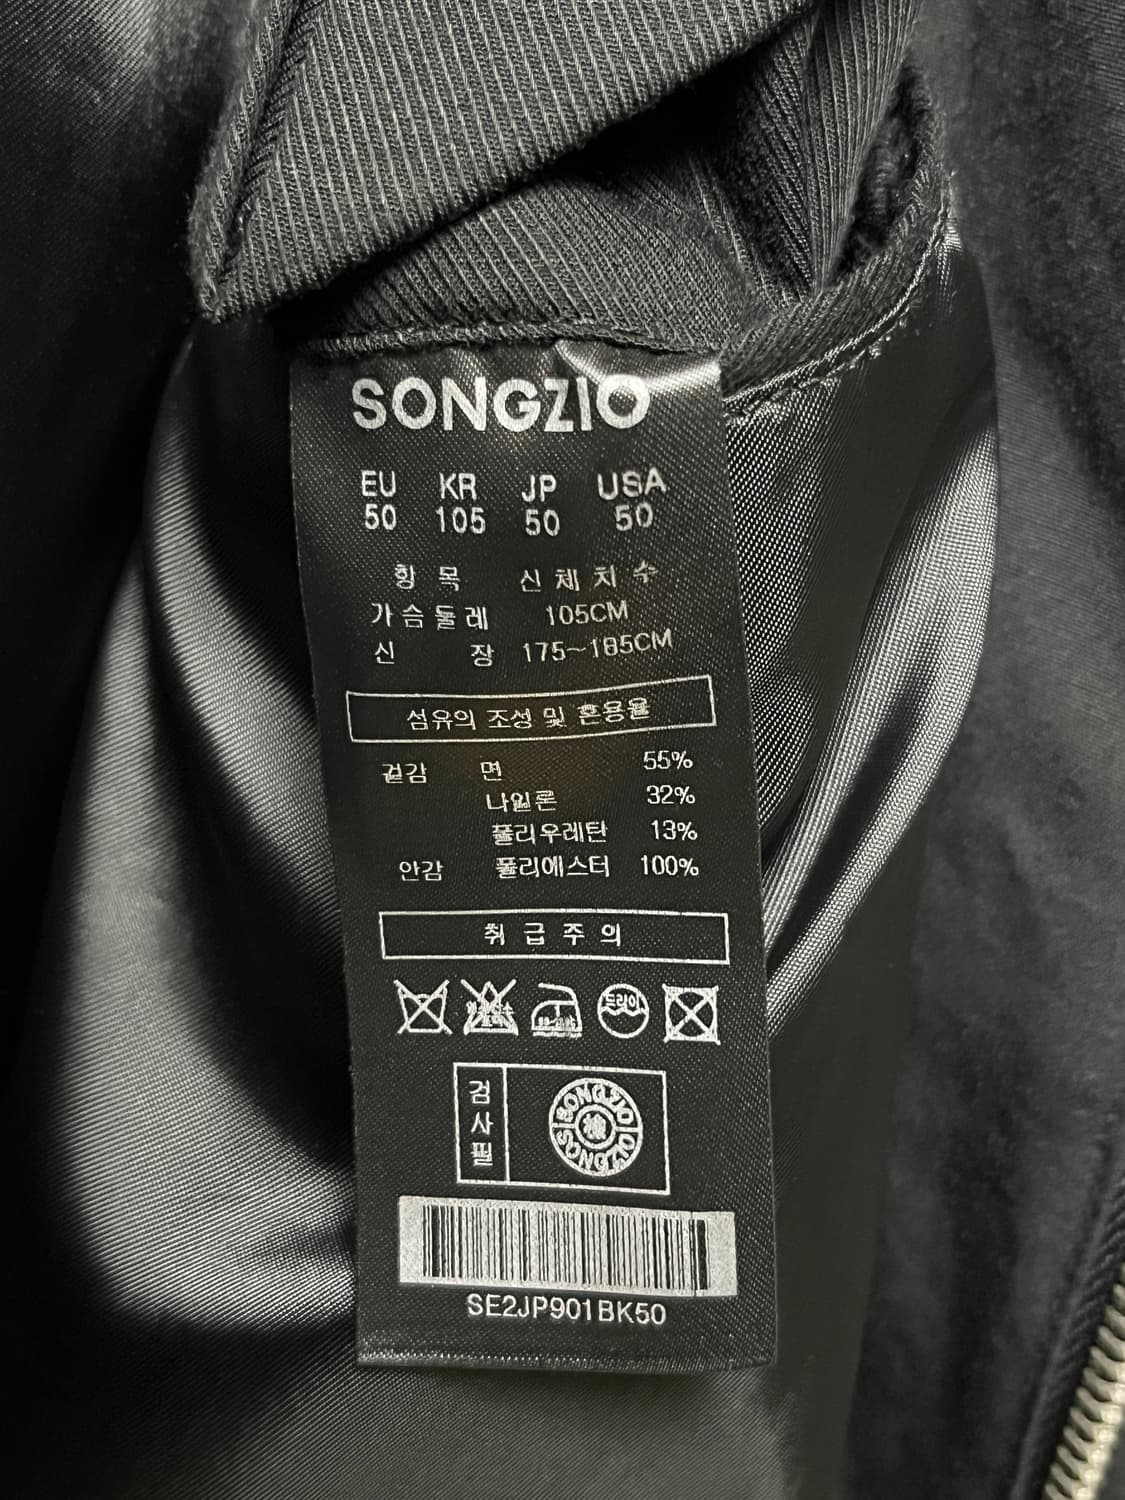 SONGZIO
EU KR JP USA
50 105 50 50
항 목 신 체 치 수
가슴둘레 105CM
신 장 175~185CM
섬유의 조성 및 혼용율
겉감 면 55%
나일론 32%
폴리우레탄 13%
안감 폴리에스터 100%
취 급 주 의
드라이
검사필
SONGZIO
檢
SONGZIO
SE2JP901BK50